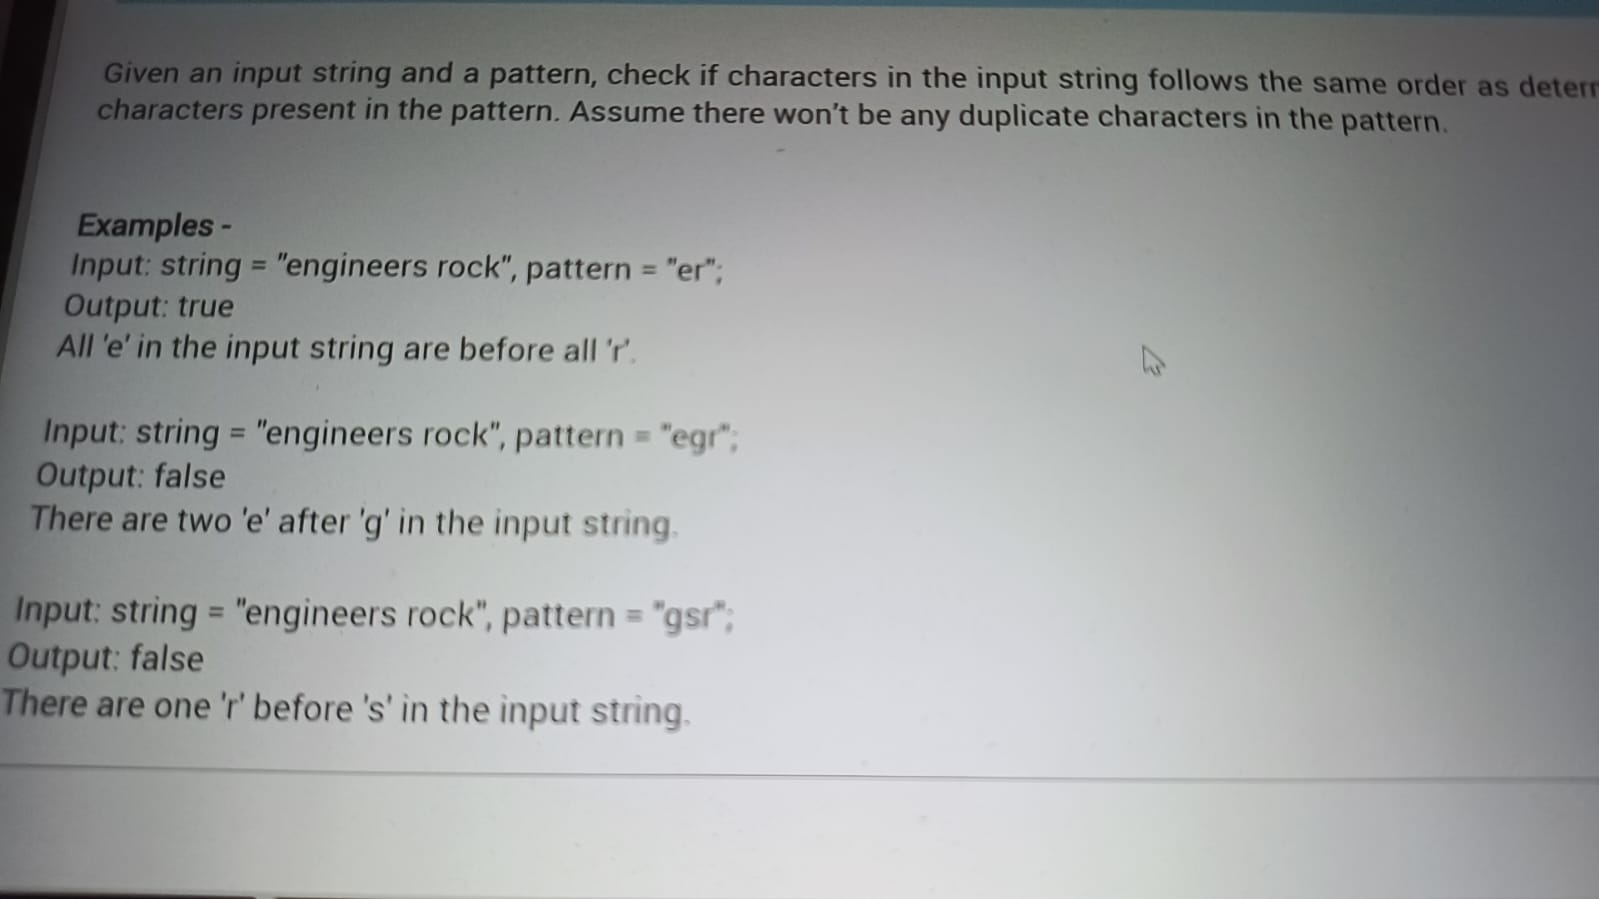 Given an input string and a pattern, check if characters in the input string follows the same order as
characters present in the pattern. Assume there won't be any duplicate characters in the pattern.
Examples -
Input: string = "engineers rock", pattern = "er";
Output: true
All 'e' in the input string are before all 'r'.
Input: string = "engineers rock", pattern = "egr";
Output: false
There are two 'e' after 'g' in the input string.
Input: string = "engineers rock", pattern = "gsr";
Output: false
There are one 'r' before 's' in the input string.